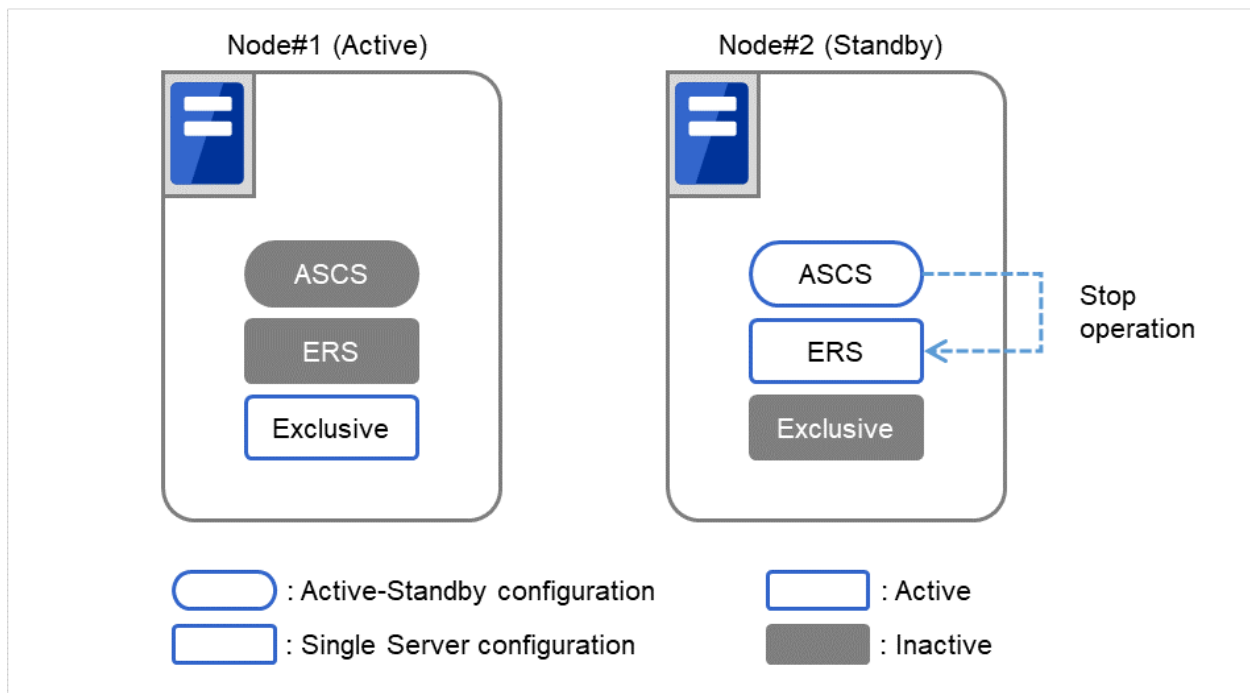 Node#1 (Active)
Node#2 (Standby)
ASCS
ERS
Exclusive
ASCS
ERS
Exclusive
Stop
operation
: Active-Standby configuration
: Active
: Single Server configuration
: Inactive